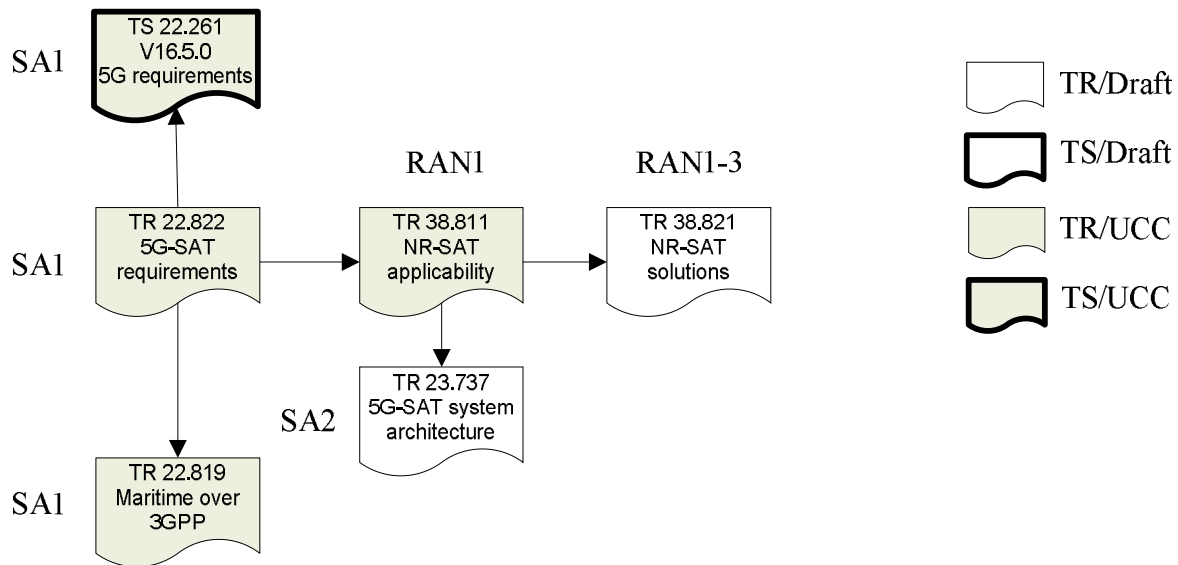 SA1
TS 22.261
V16.5.0
5G requirements
TR/Draft
TS/Draft
TR/UCC
TS/UCC
RAN1
RAN1-3
SA1
TR 22.822
5G-SAT
requirements
TR 38.811
NR-SAT
applicability
TR 38.821
NR-SAT
solutions
SA2
TR 23.737
5G-SAT system
architecture
SA1
TR 22.819
Maritime over
3GPP